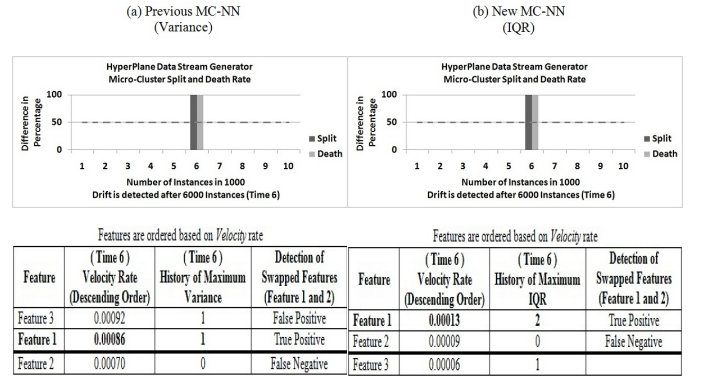 (a) Previous MC-NN
(Variance)
HyperPlane Data Stream Generator
Micro-Cluster Split and Death Rate
Difference in
Percentage
100
50
0
1 2 3 4 5 6 7 8 9 10
Split
Death
Number of Instances in 1000
Drift is detected after 6000 Instances (Time 6)
Features are ordered based on Velocity rate
Feature
(Time 6)
Velocity Rate
(Descending Order)
(Time 6)
History of Maximum
Variance
Detection of
Swapped Features
(Feature 1 and 2)
Feature 3 0.00092 1 False Positive
Feature 1 0.00086 1 True Positive
Feature 2 0.00070 0 False Negative
(b) New MC-NN
(IQR)
HyperPlane Data Stream Generator
Micro-Cluster Split and Death Rate
Difference in
Percentage
100
50
0
1 2 3 4 5 6 7 8 9 10
Split
Death
Number of Instances in 1000
Drift is detected after 6000 Instances (Time 6)
Features are ordered based on Velocity rate
Feature
(Time 6)
Velocity Rate
(Descending Order)
(Time 6)
History of Maximum
IQR
Detection of
Swapped Features
(Feature 1 and 2)
Feature 1 0.00013 2 True Positive
Feature 2 0.00009 0 False Negative
Feature 3 0.00006 1